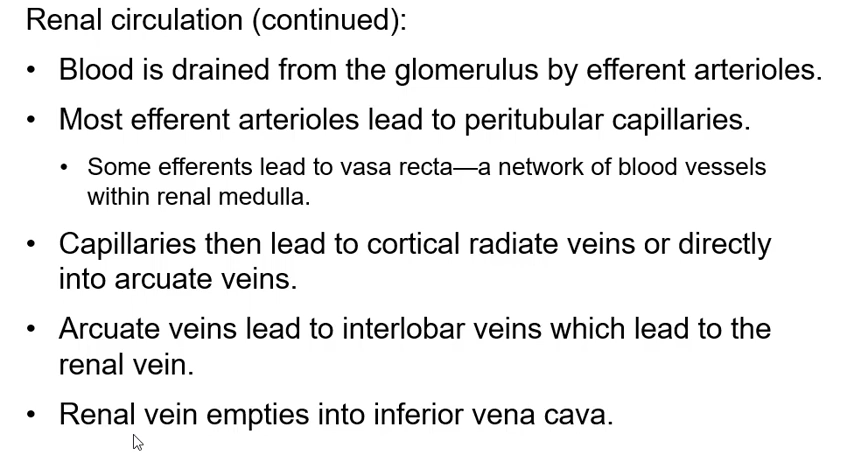 Renal circulation (continued):
• Blood is drained from the glomerulus by efferent arterioles.
• Most efferent arterioles lead to peritubular capillaries.
• Some efferents lead to vasa recta—a network of blood vessels
within renal medulla.
• Capillaries then lead to cortical radiate veins or directly
into arcuate veins.
• Arcuate veins lead to interlobar veins which lead to the
renal vein.
• Renal vein empties into inferior vena cava.